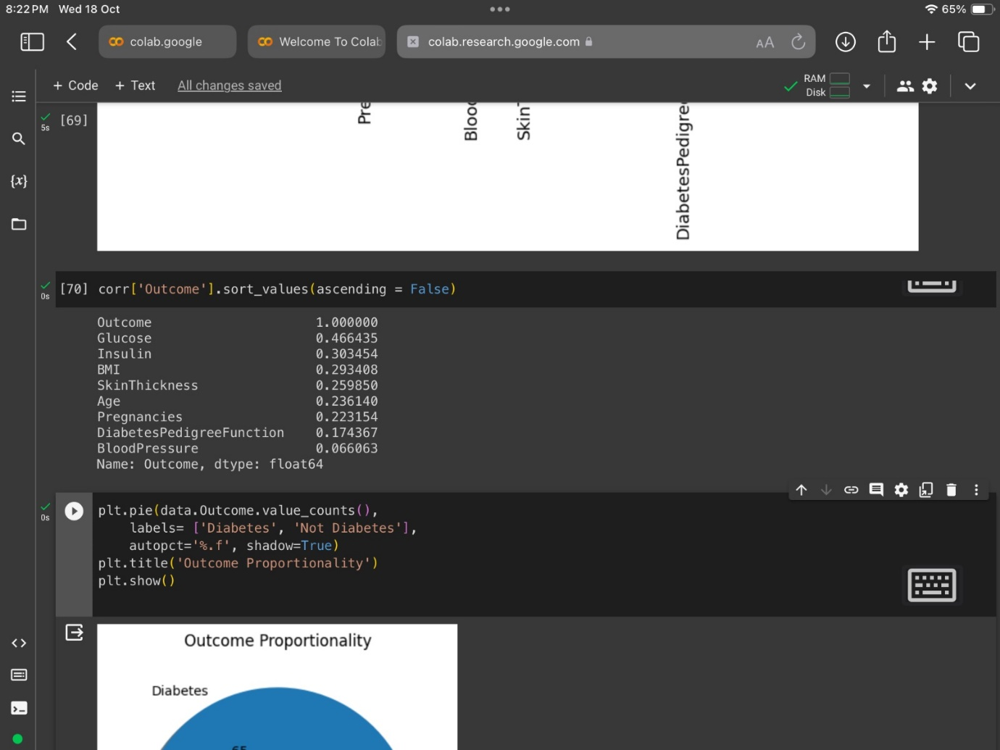 8:22 PM Wed 18 Oct
65%
colab.google
Welcome To Colab
colab.research.google.com
AA
+ Code + Text All changes saved
RAM
Disk
{x}
5s
[69]
Pre
Blood
Skin
DiabetesPedigree
0s
[70] corr['Outcome'].sort_values(ascending = False)
Outcome 1.000000
Glucose 0.466435
Insulin 0.303454
BMI 0.293408
SkinThickness 0.259850
Age 0.236140
Pregnancies 0.223154
DiabetesPedigreeFunction 0.174367
BloodPressure 0.066063
Name: Outcome, dtype: float64
0s
plt.pie(data.Outcome.value_counts(),
labels= ['Diabetes', 'Not Diabetes'],
autopct='%.f', shadow=True)
plt.title('Outcome Proportionality')
plt.show()
Outcome Proportionality
Diabetes
65